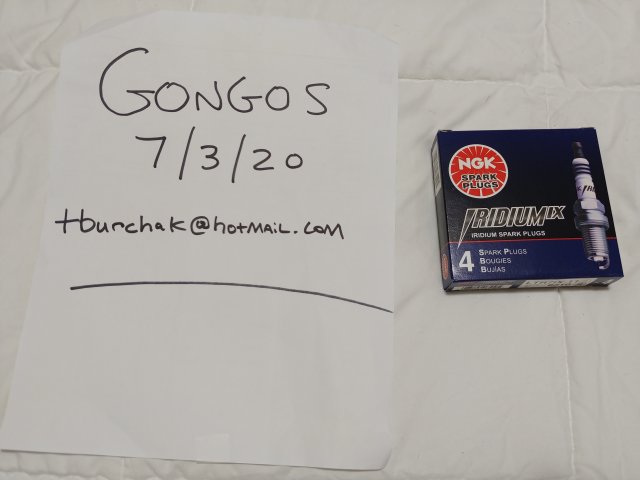 GONGOS
7/3/20
tburchak@hotmail.com
NGK
SPARK
PLUGS
IRIDIUM IX
IRIDIUM SPARK PLUGS
4
SPARK PLUGS
BOUGIES
BUJÍAS